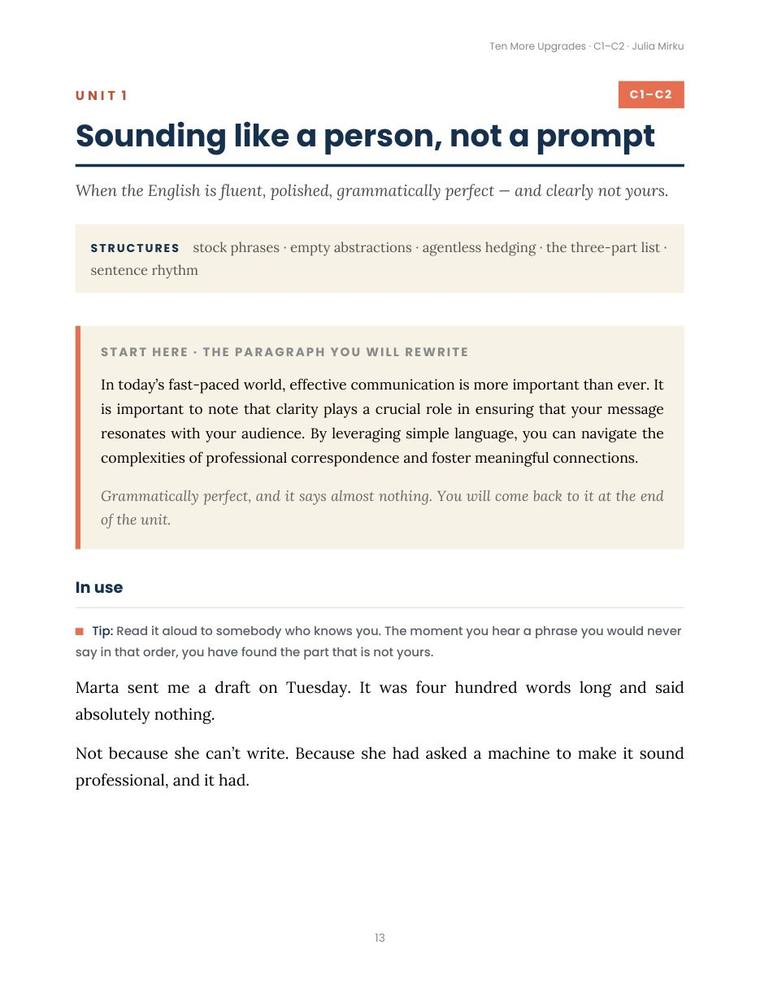 Ten More Upgrades · C1–C2 · Julia Mirku
UNIT 1
C1–C2
Sounding like a person, not a prompt
When the English is fluent, polished, grammatically perfect — and clearly not yours.
STRUCTURES stock phrases · empty abstractions · agentless hedging · the three-part list ·
sentence rhythm
START HERE · THE PARAGRAPH YOU WILL REWRITE
In today’s fast-paced world, effective communication is more important than ever. It
is important to note that clarity plays a crucial role in ensuring that your message
resonates with your audience. By leveraging simple language, you can navigate the
complexities of professional correspondence and foster meaningful connections.
Grammatically perfect, and it says almost nothing. You will come back to it at the end
of the unit.
In use
Tip: Read it aloud to somebody who knows you. The moment you hear a phrase you would never
say in that order, you have found the part that is not yours.
Marta sent me a draft on Tuesday. It was four hundred words long and said
absolutely nothing.
Not because she can’t write. Because she had asked a machine to make it sound
professional, and it had.
13